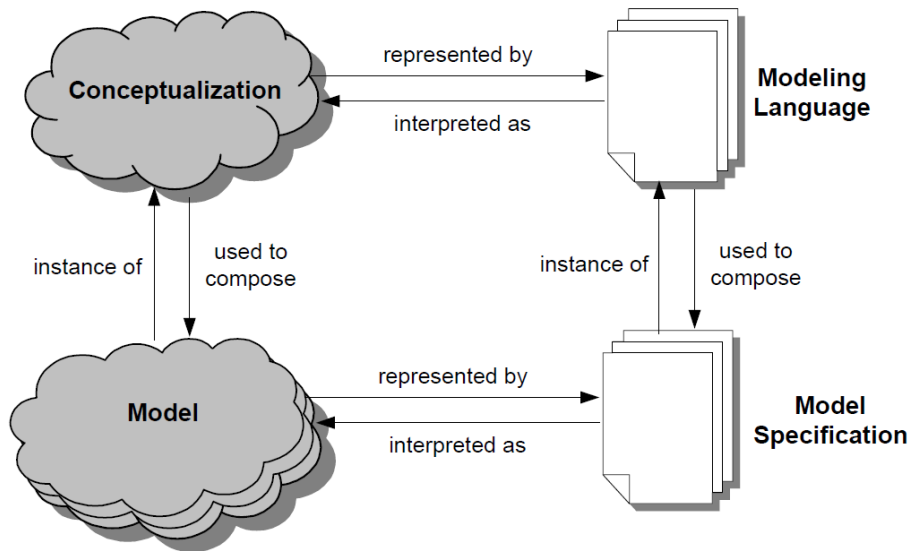 represented by
Conceptualization
Modeling
Language
interpreted as
instance of
used to
compose
instance of
used to
compose
represented by
Model
Model
Specification
interpreted as